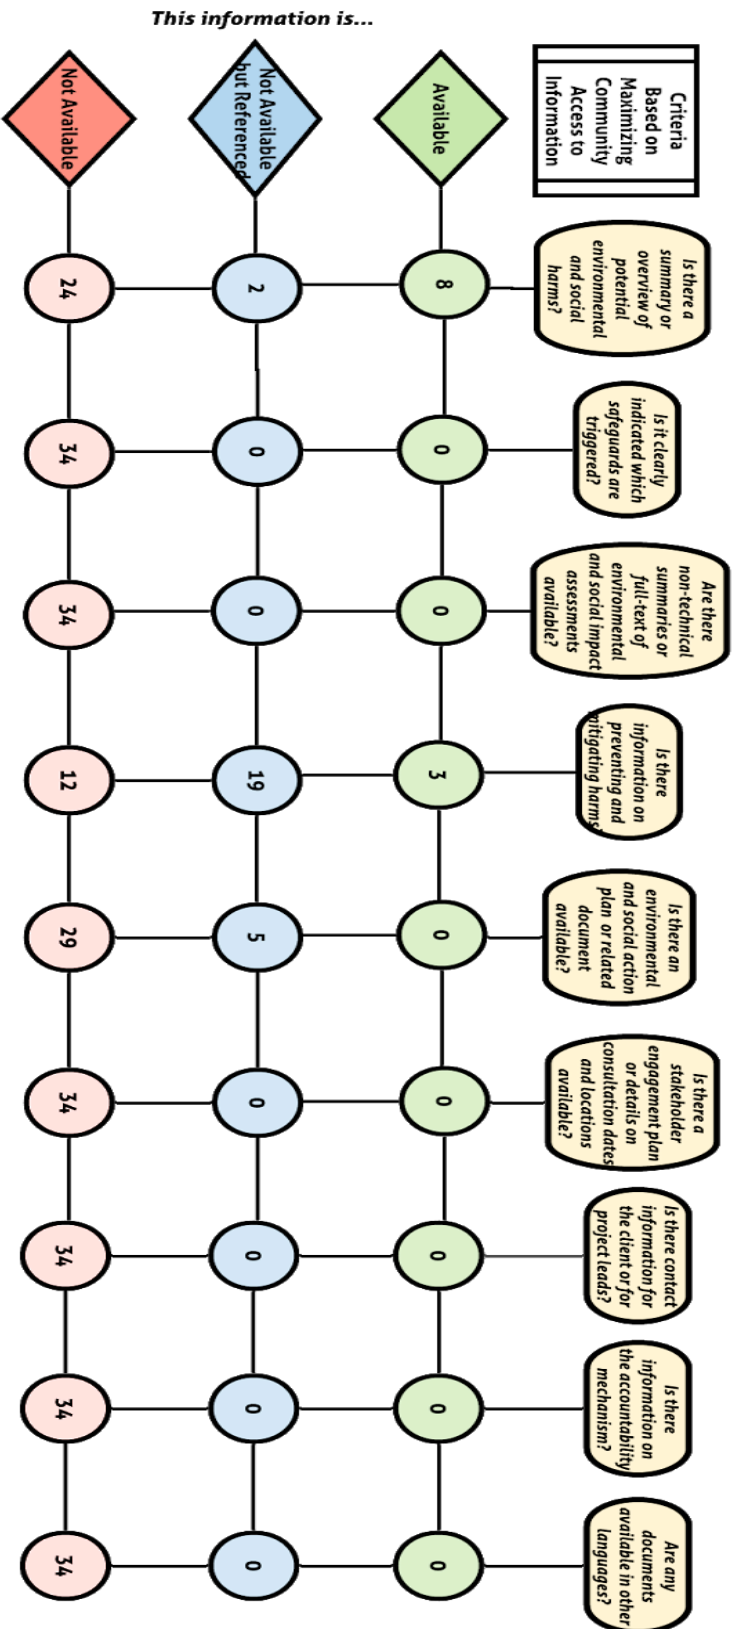 This information is...
Criteria
Based on
Maximizing
Community
Access to
Information
Available
Not Available
but Referenced
Not Available
Is there a
summary or
overview of
potential
environmental
and social
harms?
8
2
24
Is it clearly
indicated which
safeguards are
triggered?
0
0
34
Are there
non-technical
summaries or
full-text of
environmental
and social impact
assessments
available?
0
0
34
Is there
information on
preventing and
mitigating harms?
3
19
12
Is there an
environmental
and social action
plan or related
document
available?
0
5
29
Is there a
stakeholder
engagement plan
or details on
consultation dates
and locations
available?
0
0
34
Is there contact
information for
the client or for
project leads?
0
0
34
Is there
information on
the accountability
mechanism?
0
0
34
Are any
documents
available in other
languages?
0
0
34